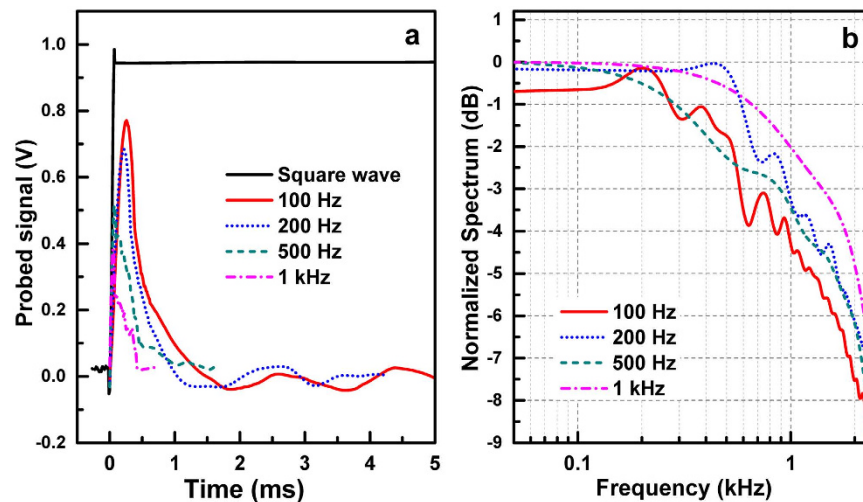 a
1.0
0.8
0.6
0.4
0.2
0.0
-0.2
Probed signal (V)
Square wave
100 Hz
200 Hz
500 Hz
1 kHz
0
1
2
3
4
5
Time (ms)
b
0
-1
-2
-3
-4
-5
-6
-7
-8
-9
Normalized Spectrum (dB)
100 Hz
200 Hz
500 Hz
1 kHz
0.1
1
Frequency (kHz)